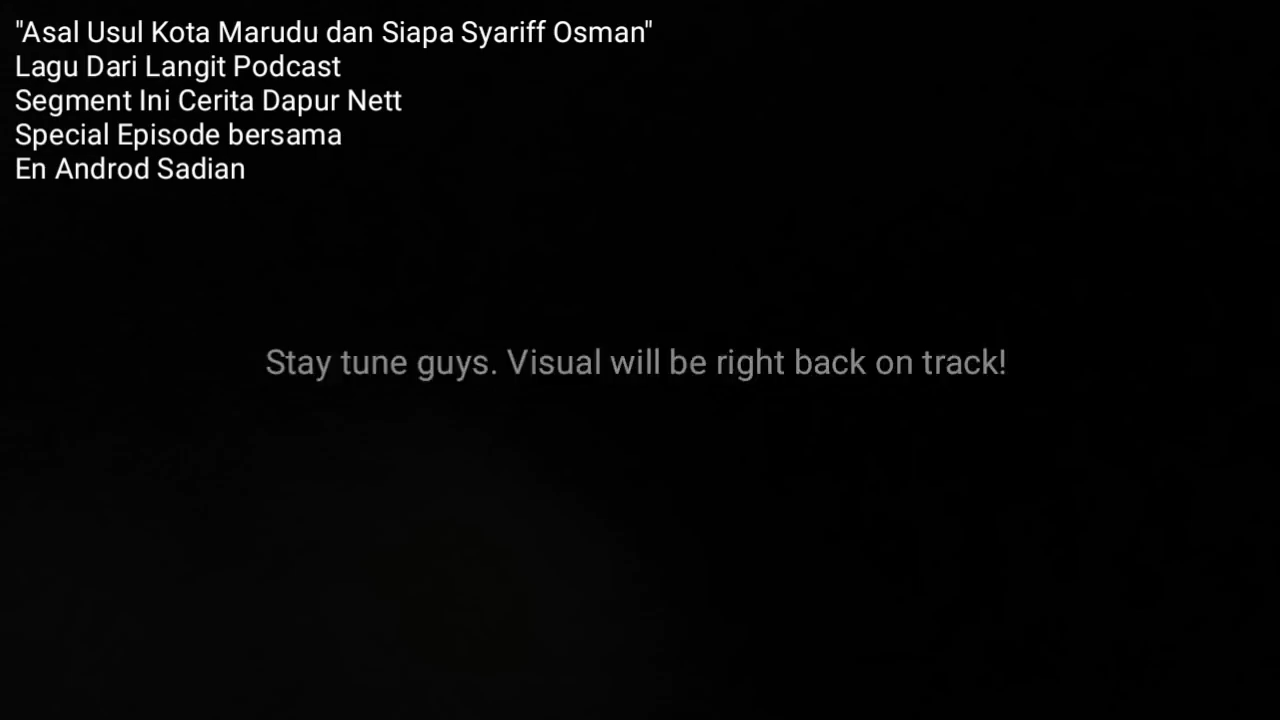 "Asal Usul Kota Marudu dan Siapa Syariff Osman"
Lagu Dari Langit Podcast
Segment Ini Cerita Dapur Nett
Special Episode bersama
En Androd Sadian
Stay tune guys. Visual will be right back on track!